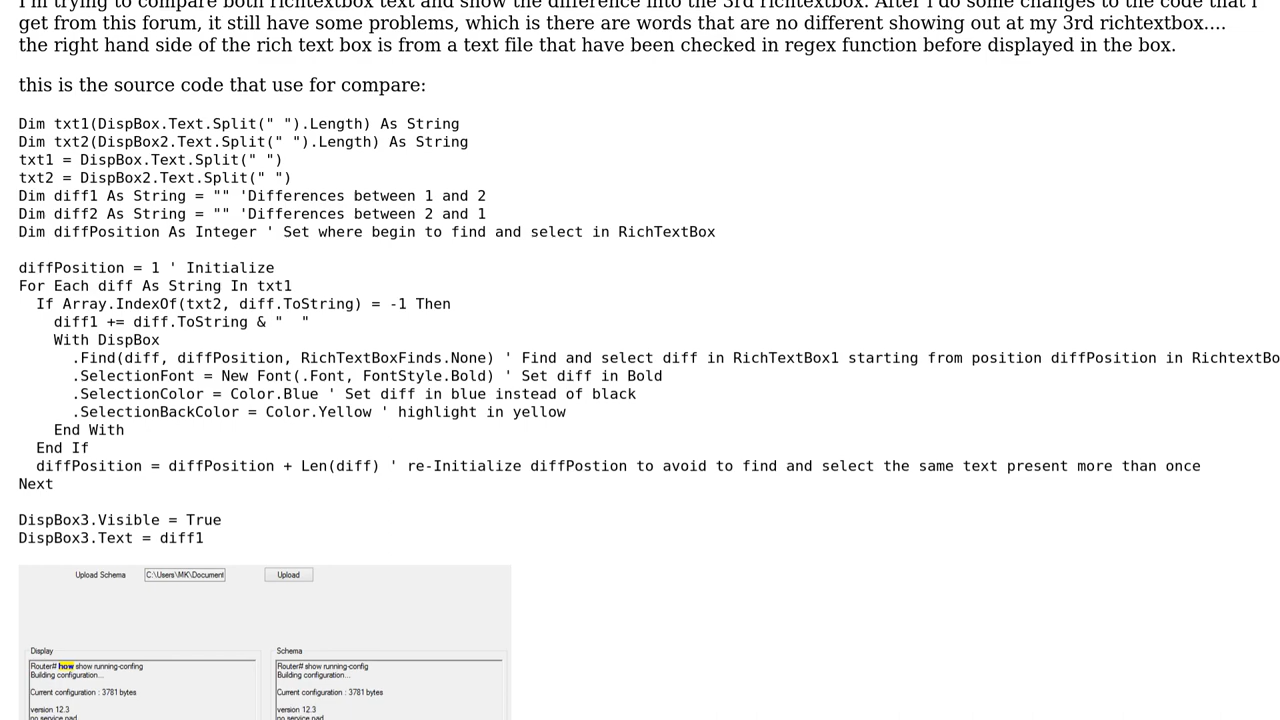 I'm trying to compare both richtextbox text and show the difference into the 3rd richtextbox. After i do some changes to the code that i
get from this forum, it still have some problems, which is there are words that are no different showing out at my 3rd richtextbox....
the right hand side of the rich text box is from a text file that have been checked in regex function before displayed in the box.
this is the source code that use for compare:
Dim txt1(DispBox.Text.Split(" ").Length) As String
Dim txt2(DispBox2.Text.Split(" ").Length) As String
txt1 = DispBox.Text.Split(" ")
txt2 = DispBox2.Text.Split(" ")
Dim diff1 As String = "" 'Differences between 1 and 2
Dim diff2 As String = "" 'Differences between 2 and 1
Dim diffPosition As Integer ' Set where begin to find and select in RichTextBox
diffPosition = 1 ' Initialize
For Each diff As String In txt1
  If Array.IndexOf(txt2, diff.ToString) = -1 Then
    diff1 += diff.ToString & "  "
    With DispBox
      .Find(diff, diffPosition, RichTextBoxFinds.None) ' Find and select diff in RichTextBox1 starting from position diffPosition in RichtextBo
      .SelectionFont = New Font(.Font, FontStyle.Bold) ' Set diff in Bold
      .SelectionColor = Color.Blue ' Set diff in blue instead of black
      .SelectionBackColor = Color.Yellow ' highlight in yellow
    End With
  End If
  diffPosition = diffPosition + Len(diff) ' re-Initialize diffPostion to avoid to find and select the same text present more than once
Next
DispBox3.Visible = True
DispBox3.Text = diff1
Upload Schema C:\Users\MK\Document Upload
Display Schema
Router# how show running-confing Router# show running-config
Building configuration... Building configuration...
Current configuration : 3781 bytes Current configuration : 3781 bytes
version 12.3 version 12.3
no service pad no service pad